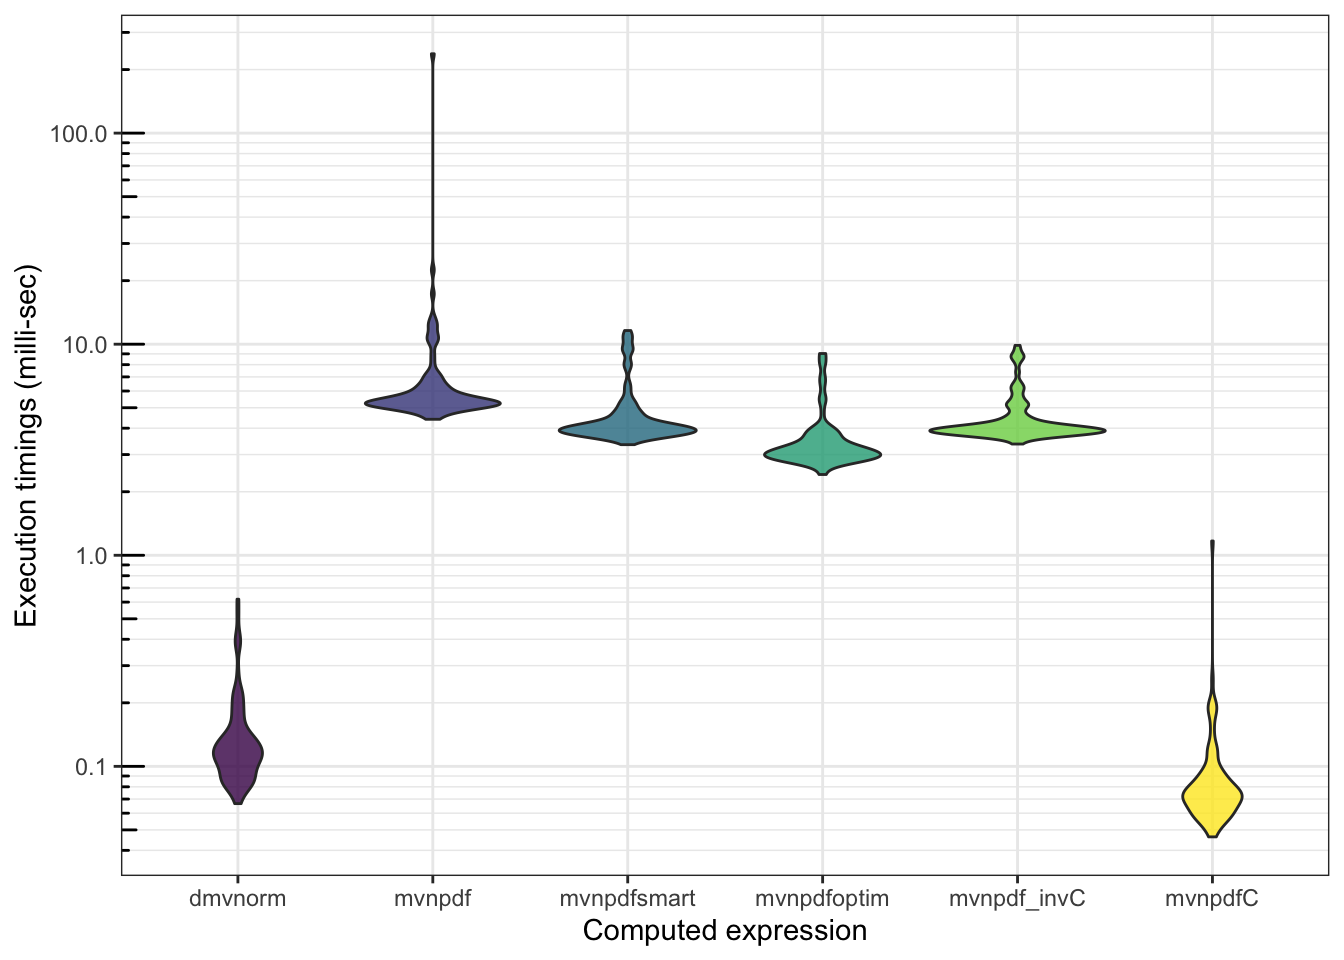 100.0
10.0
1.0
0.1
Execution timings (milli-sec)
dmvnorm mvnpdf mvnpdfsmart mvnpdfoptim mvnpdf_invC mvnpdfC
Computed expression